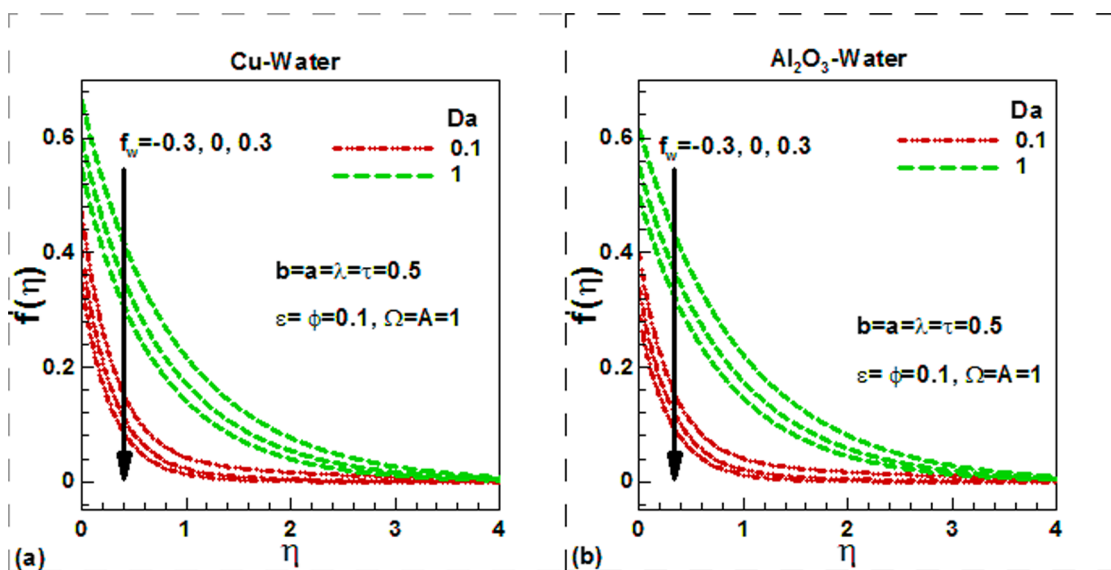 Cu-Water
0.6
0.4
0.2
0
f(η)
f_w=-0.3, 0, 0.3
Da
0.1
1
b=a=λ=τ=0.5
ε= ϕ=0.1, Ω=A=1
0 1 2 3 4
(a)
η
Al₂O₃-Water
0.6
0.4
0.2
0
f(η)
f_w=-0.3, 0, 0.3
Da
0.1
1
b=a=λ=τ=0.5
ε= ϕ=0.1, Ω=A=1
0 1 2 3 4
(b)
η